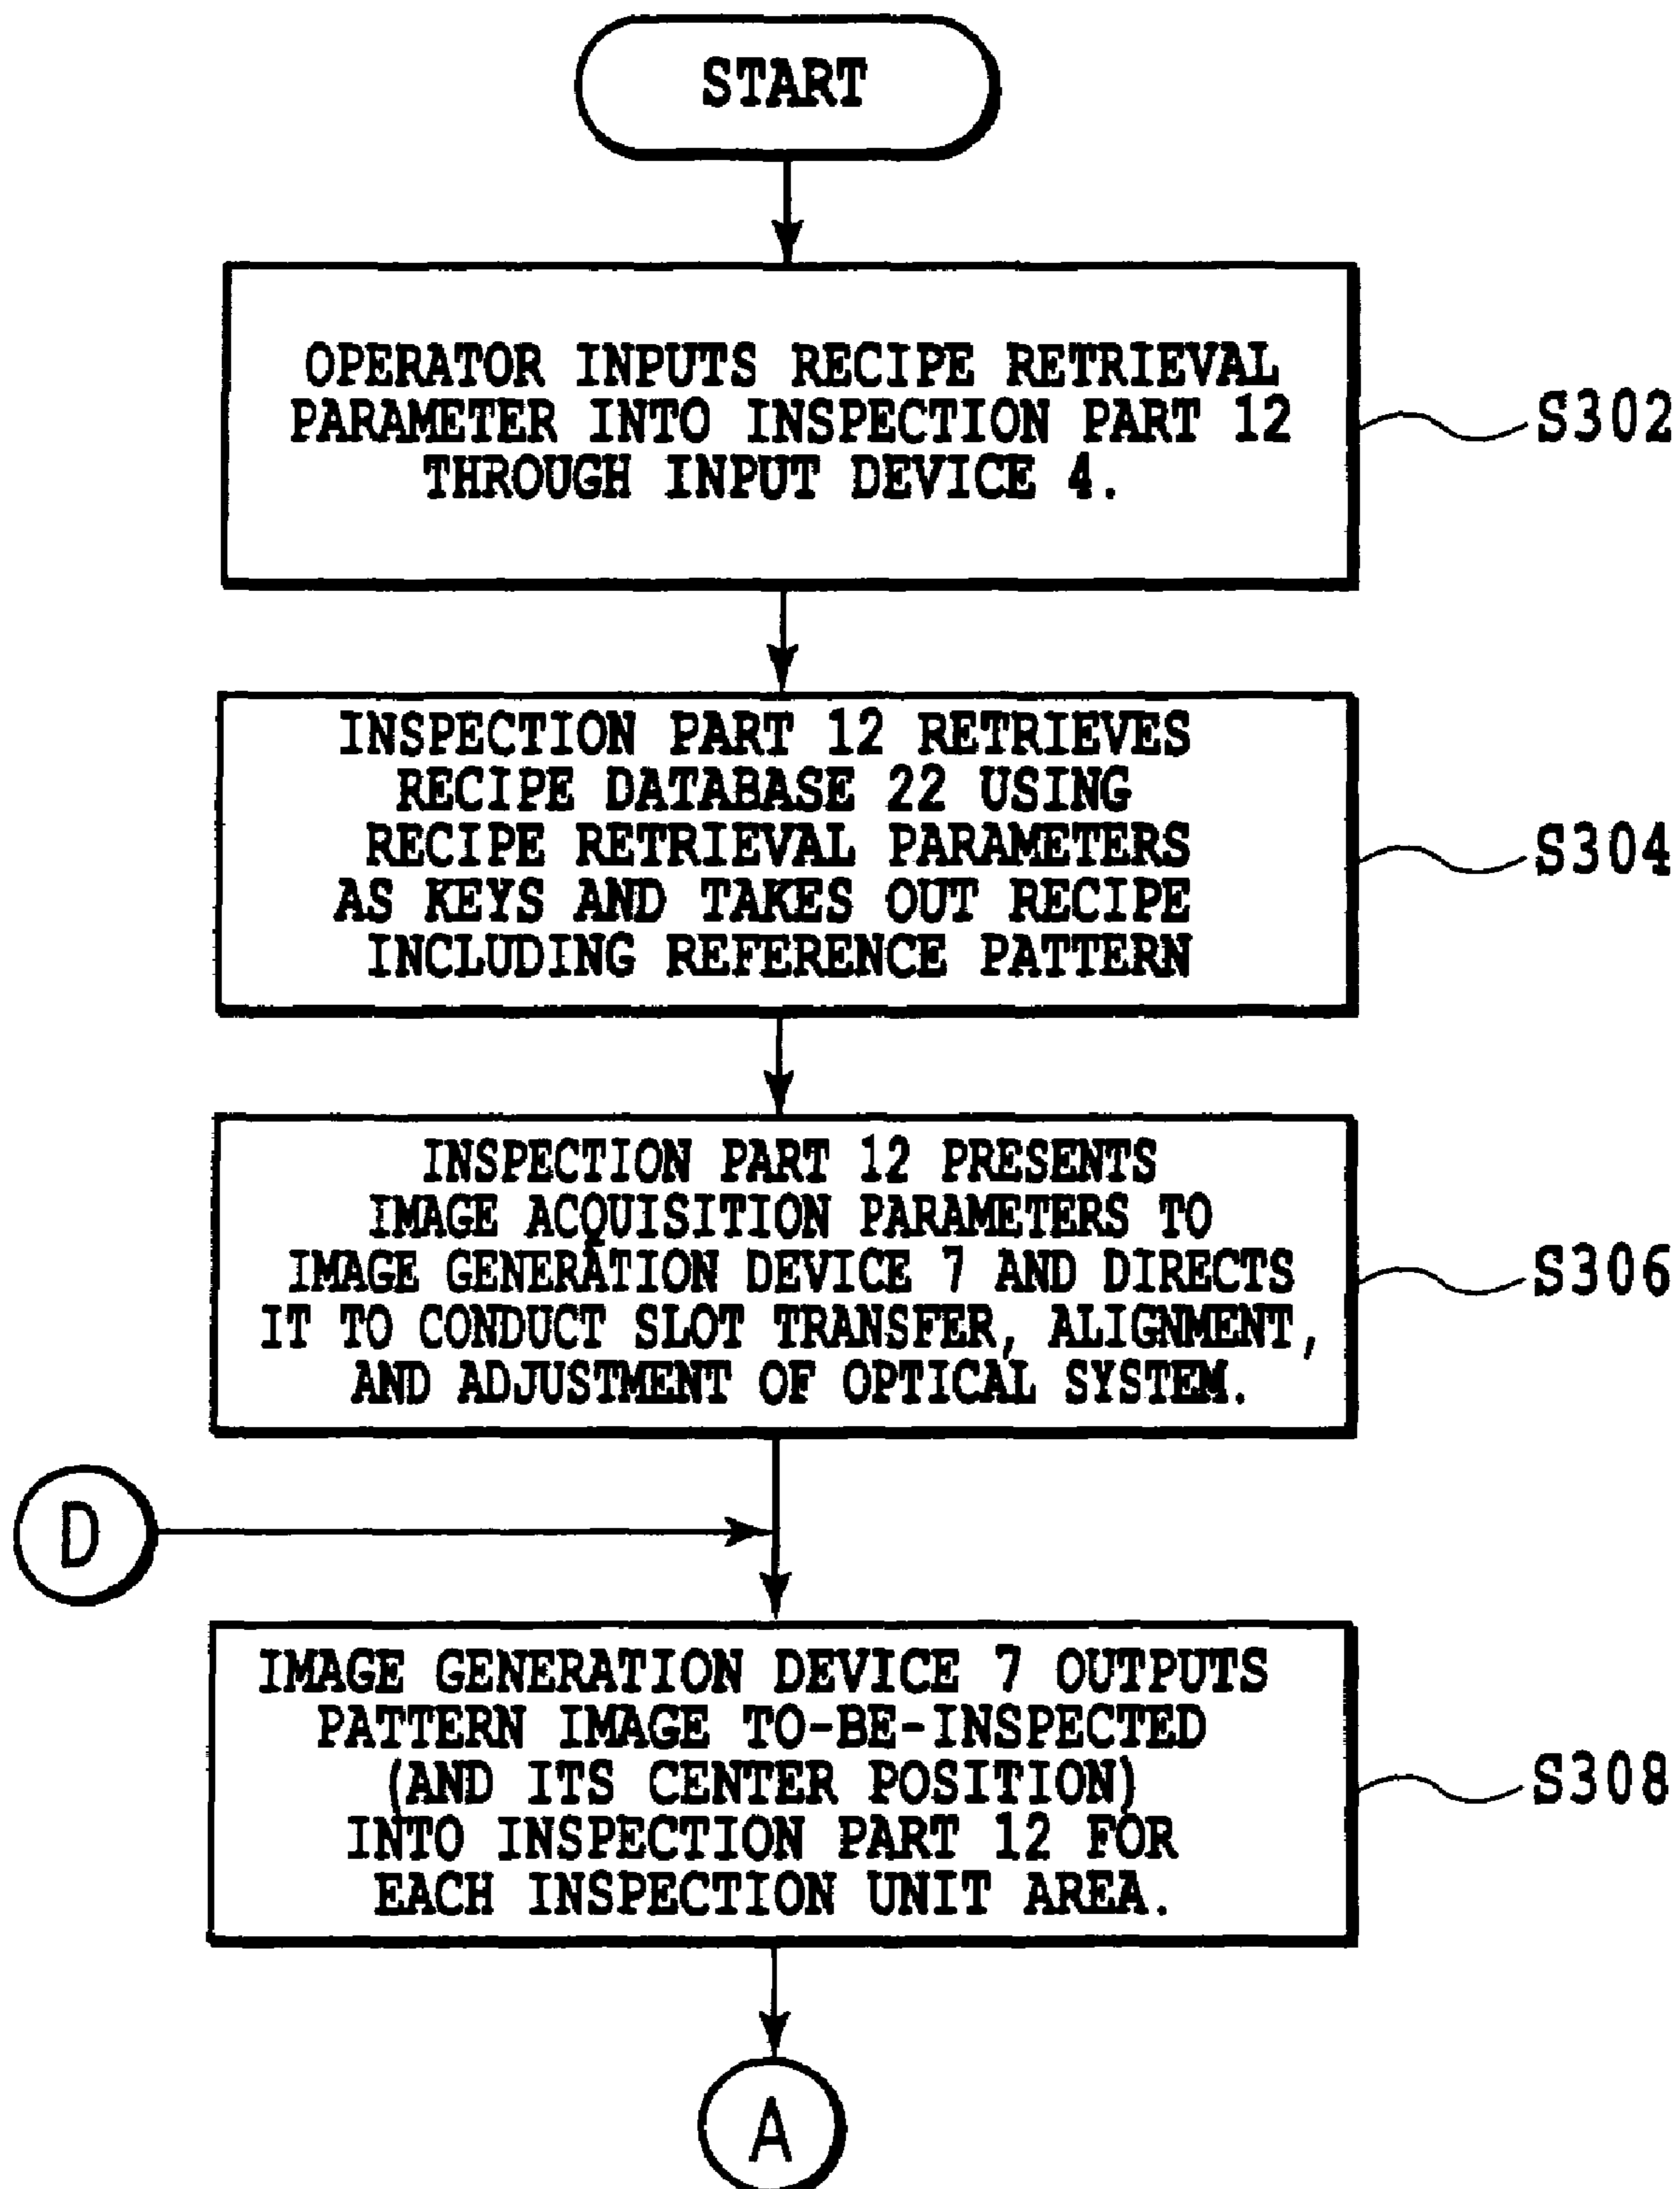 START
OPERATOR INPUTS RECIPE RETRIEVAL
PARAMETER INTO INSPECTION PART 12
THROUGH INPUT DEVICE 4.
S302
INSPECTION PART 12 RETRIEVES
RECIPE DATABASE 22 USING
RECIPE RETRIEVAL PARAMETERS
AS KEYS AND TAKES OUT RECIPE
INCLUDING REFERENCE PATTERN
S304
INSPECTION PART 12 PRESENTS
IMAGE ACQUISITION PARAMETERS TO
IMAGE GENERATION DEVICE 7 AND DIRECTS
IT TO CONDUCT SLOT TRANSFER, ALIGNMENT,
AND ADJUSTMENT OF OPTICAL SYSTEM.
S306
D
IMAGE GENERATION DEVICE 7 OUTPUTS
PATTERN IMAGE TO-BE-INSPECTED
(AND ITS CENTER POSITION)
INTO INSPECTION PART 12 FOR
EACH INSPECTION UNIT AREA.
S308
A